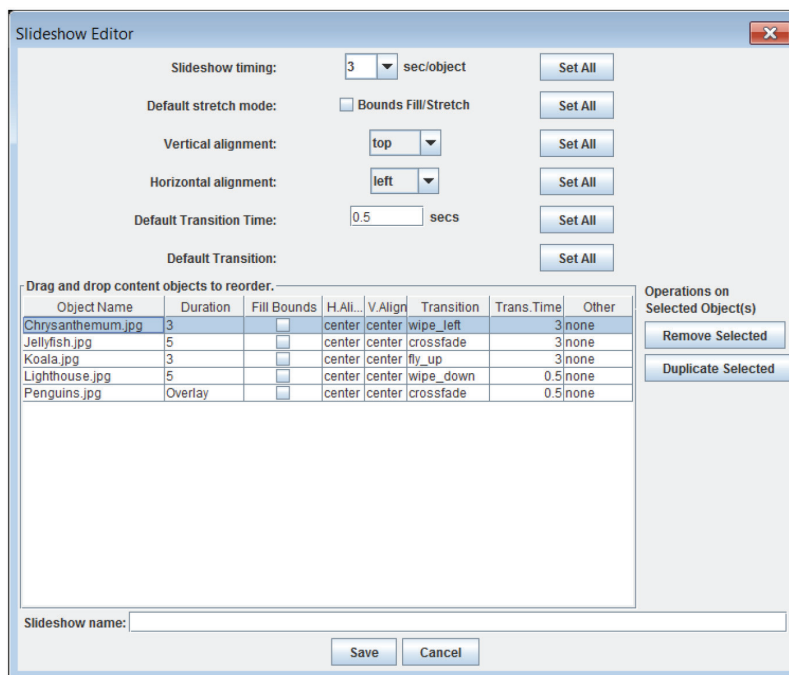 Slideshow Editor
Slideshow timing: 3 sec/object Set All
Default stretch mode: Bounds Fill/Stretch Set All
Vertical alignment: top Set All
Horizontal alignment: left Set All
Default Transition Time: 0.5 secs Set All
Default Transition: Set All
Drag and drop content objects to reorder.
Object Name Duration Fill Bounds H.Ali... V.Align Transition Trans.Time Other
Chrysanthemum.jpg 3 center center wipe_left 3 none
Jellyfish.jpg 5 center center crossfade 3 none
Koala.jpg 3 center center fly_up 3 none
Lighthouse.jpg 5 center center wipe_down 0.5 none
Penguins.jpg Overlay center center crossfade 0.5 none
Operations on
Selected Object(s)
Remove Selected
Duplicate Selected
Slideshow name:
Save Cancel